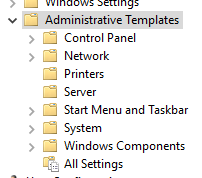 Windows Settings
Administrative Templates
Control Panel
Network
Printers
Server
Start Menu and Taskbar
System
Windows Components
All Settings